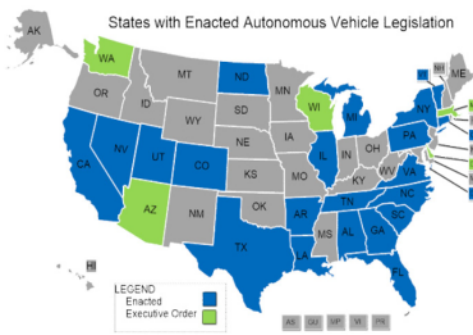 States with Enacted Autonomous Vehicle Legislation
AK
WA
MT
ND
MN
VT
NH
ME
OR
ID
WY
SD
WI
MI
NY
NV
UT
CO
NE
IA
IL
IN
OH
PA
CA
KS
MO
KY
WV
VA
AZ
NM
OK
AR
TN
NC
TX
LA
MS
AL
GA
SC
FL
HI
LEGEND
Enacted
Executive Order
AS
GU
MP
VI
PR